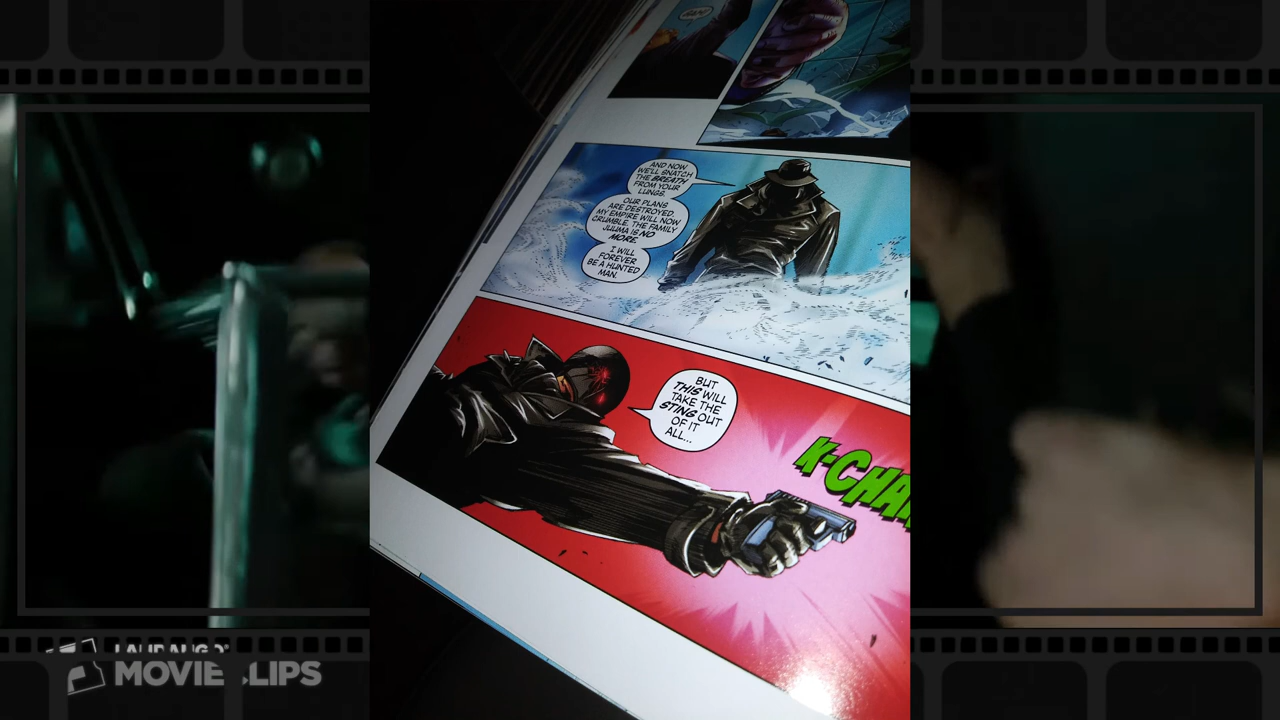 AND NOW
WE'LL SNATCH
THE BREATH
FROM YOUR
LUNGS.
OUR PLANS
ARE DESTROYED.
MY EMPIRE WILL NOW
CRUMBLE. THE FAMILY
JUUMA IS NO
MORE.
I WILL
FOREVER
BE A HUNTED
MAN.
BUT
THIS WILL
TAKE THE
STING OUT
OF IT
ALL...
K-CHA
MOVIECLIPS